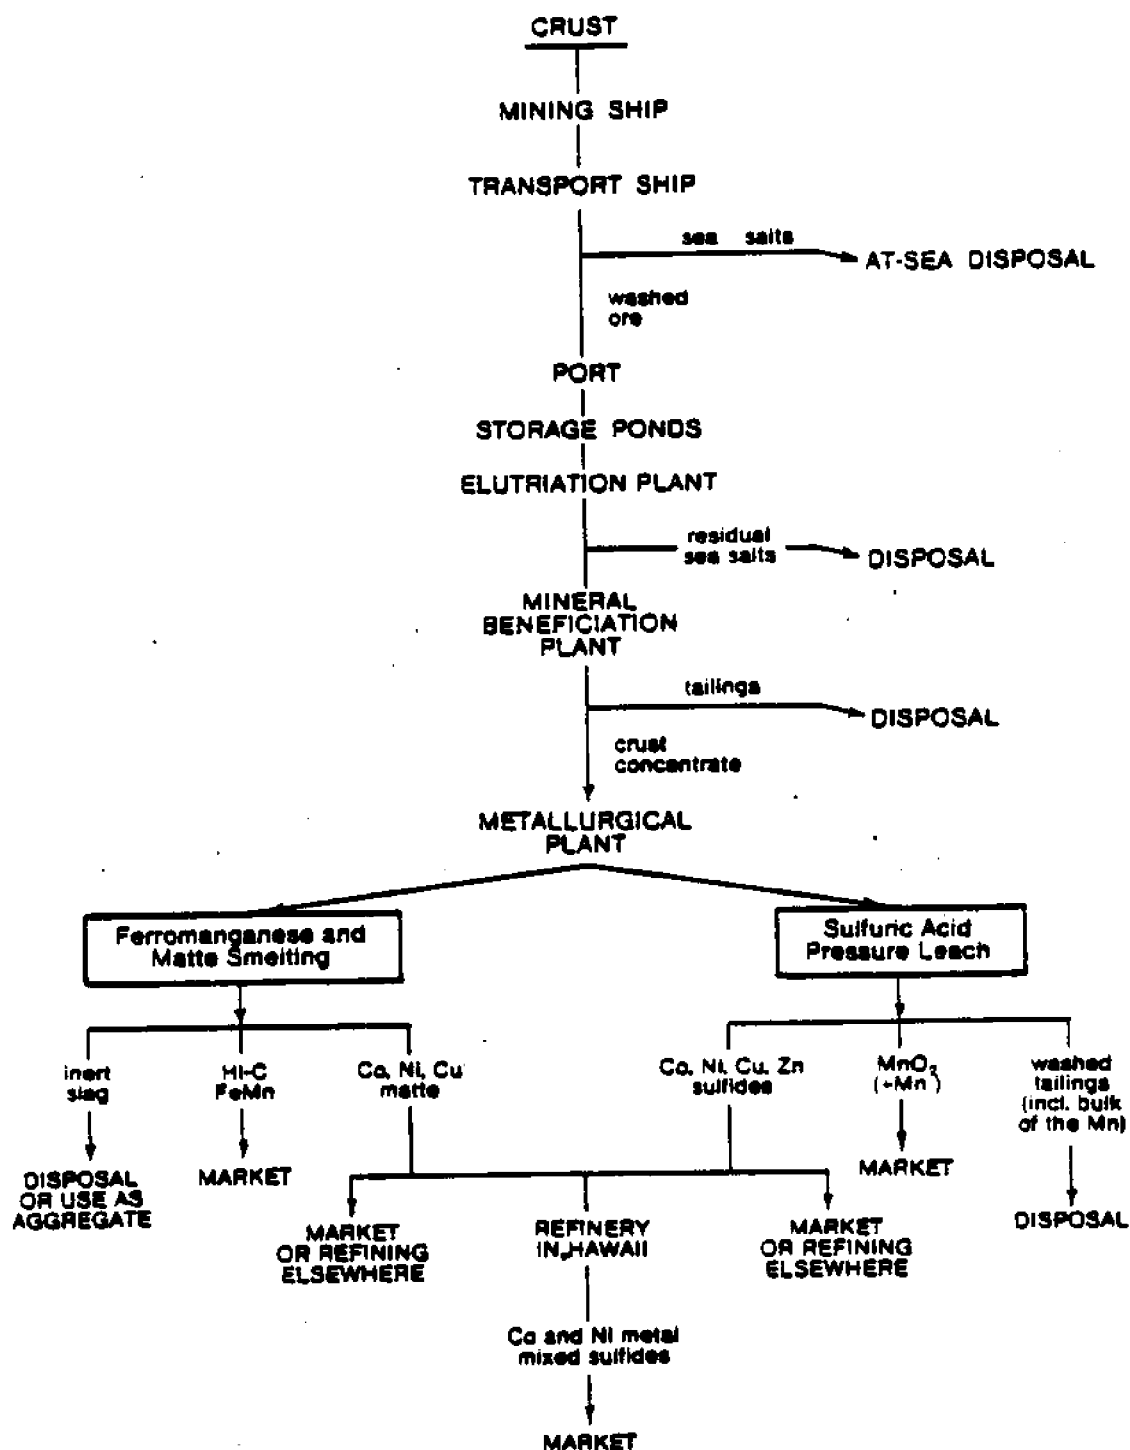 CRUST
MINING SHIP
TRANSPORT SHIP
sea salts
AT-SEA DISPOSAL
washed
ore
PORT
STORAGE PONDS
ELUTRIATION PLANT
residual
sea salts
DISPOSAL
MINERAL
BENEFICIATION
PLANT
tailings
DISPOSAL
crust
concentrate
METALLURGICAL
PLANT
Ferromanganese and
Matte Smelting
Sulfuric Acid
Pressure Leach
inert
slag
HI-C
FeMn
Co, Ni, Cu
matte
Co, Ni, Cu, Zn
sulfides
MnO₂
(+Mn)
washed
tailings
(incl. bulk
of the Mn)
DISPOSAL
OR USE AS
AGGREGATE
MARKET
MARKET
OR REFINING
ELSEWHERE
REFINERY
IN HAWAII
MARKET
OR REFINING
ELSEWHERE
MARKET
DISPOSAL
Co and Ni metal
mixed sulfides
MARKET